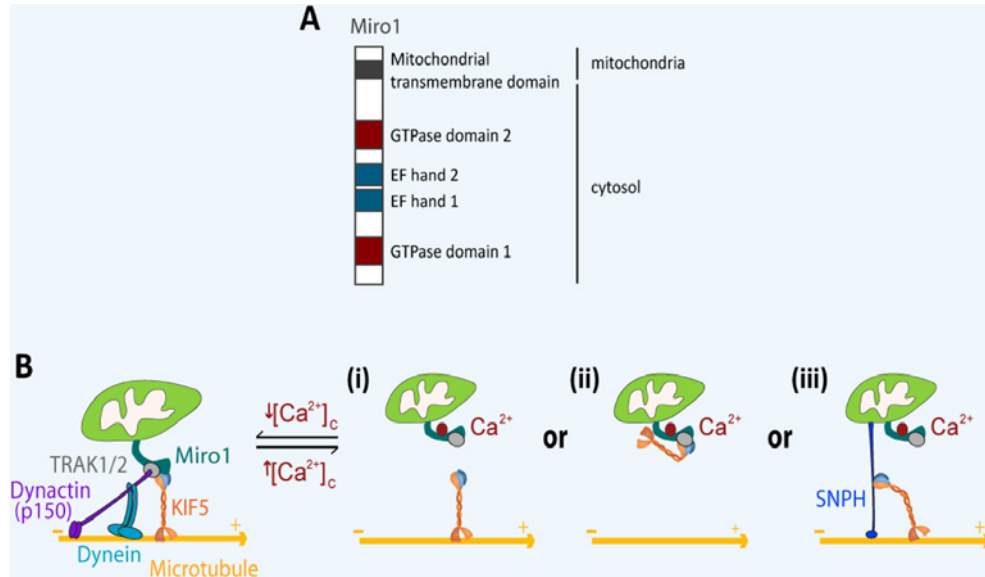 A
Miro1
Mitochondrial
transmembrane domain
mitochondria
GTPase domain 2
EF hand 2
EF hand 1
cytosol
GTPase domain 1
B
(i)
(ii)
(iii)
↓[Ca²⁺]c
↑[Ca²⁺]c
Ca²⁺
or
Ca²⁺
or
Ca²⁺
TRAK1/2
Miro1
Dynactin
(p150)
KIF5
SNPH
− +
− +
− +
− +
Dynein
Microtubule